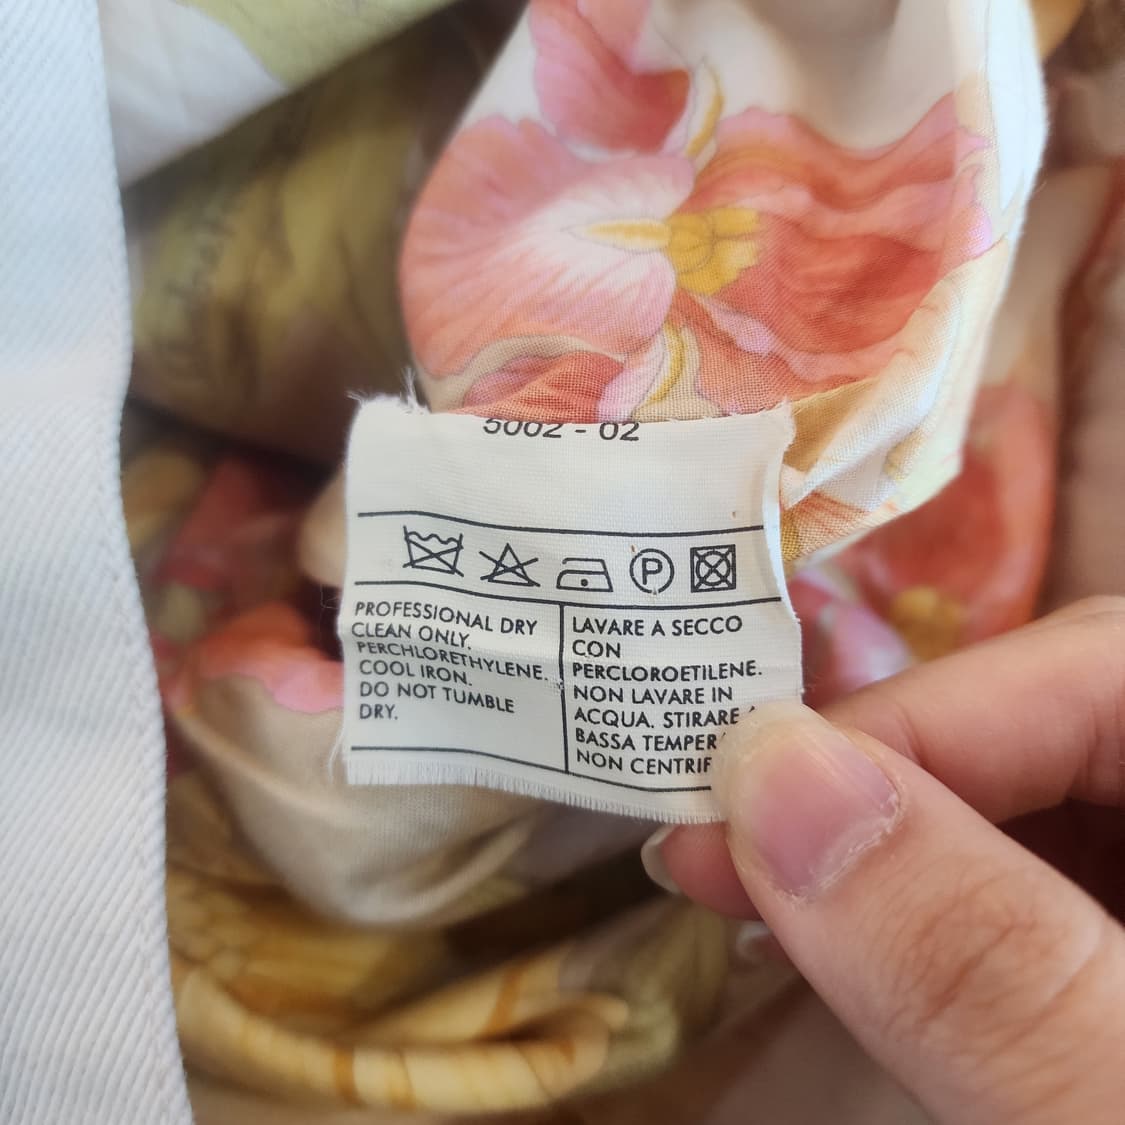 5002 - 02
P
PROFESSIONAL DRY
CLEAN ONLY.
PERCHLORETHYLENE.
COOL IRON.
DO NOT TUMBLE
DRY.
LAVARE A SECCO
CON
PERCLOROETILENE.
NON LAVARE IN
ACQUA. STIRARE
BASSA
NON